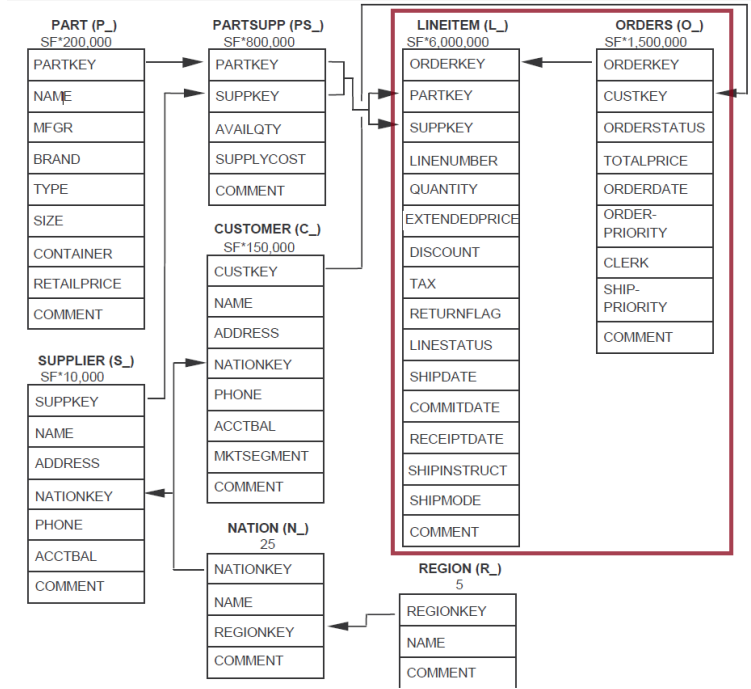 PART (P_)
SF*200,000
PARTKEY
NAME
MFGR
BRAND
TYPE
SIZE
CONTAINER
RETAILPRICE
COMMENT
PARTSUPP (PS_)
SF*800,000
PARTKEY
SUPPKEY
AVAILQTY
SUPPLYCOST
COMMENT
LINEITEM (L_)
SF*6,000,000
ORDERKEY
PARTKEY
SUPPKEY
LINENUMBER
QUANTITY
EXTENDEDPRICE
DISCOUNT
TAX
RETURNFLAG
LINESTATUS
SHIPDATE
COMMITDATE
RECEIPTDATE
SHIPINSTRUCT
SHIPMODE
COMMENT
ORDERS (O_)
SF*1,500,000
ORDERKEY
CUSTKEY
ORDERSTATUS
TOTALPRICE
ORDERDATE
ORDER-
PRIORITY
CLERK
SHIP-
PRIORITY
COMMENT
CUSTOMER (C_)
SF*150,000
CUSTKEY
NAME
ADDRESS
NATIONKEY
PHONE
ACCTBAL
MKTSEGMENT
COMMENT
SUPPLIER (S_)
SF*10,000
SUPPKEY
NAME
ADDRESS
NATIONKEY
PHONE
ACCTBAL
COMMENT
NATION (N_)
25
NATIONKEY
NAME
REGIONKEY
COMMENT
REGION (R_)
5
REGIONKEY
NAME
COMMENT